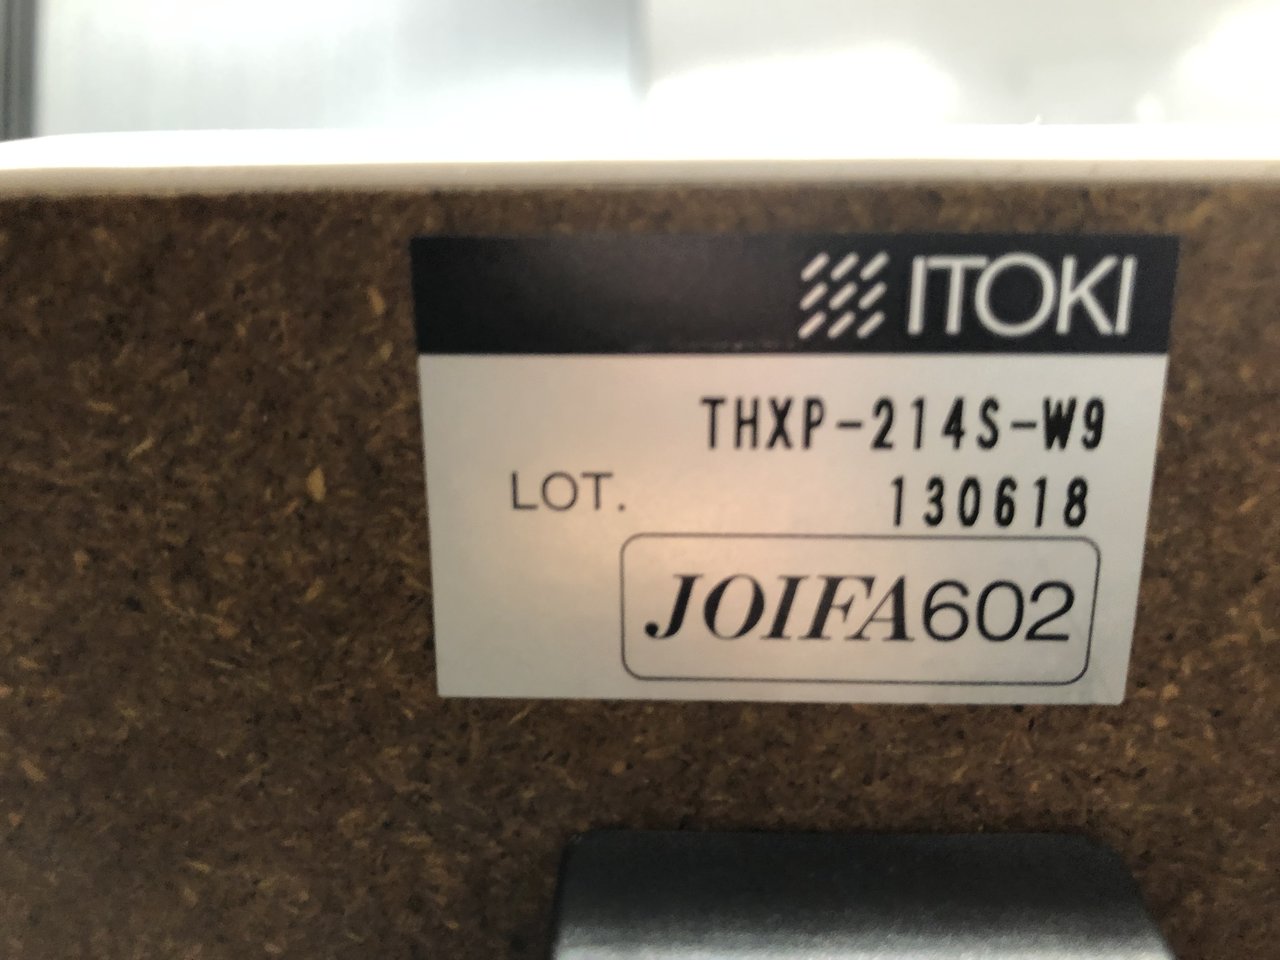 ITOKI
THXP-214S-W9
LOT. 130618
JOIFA602